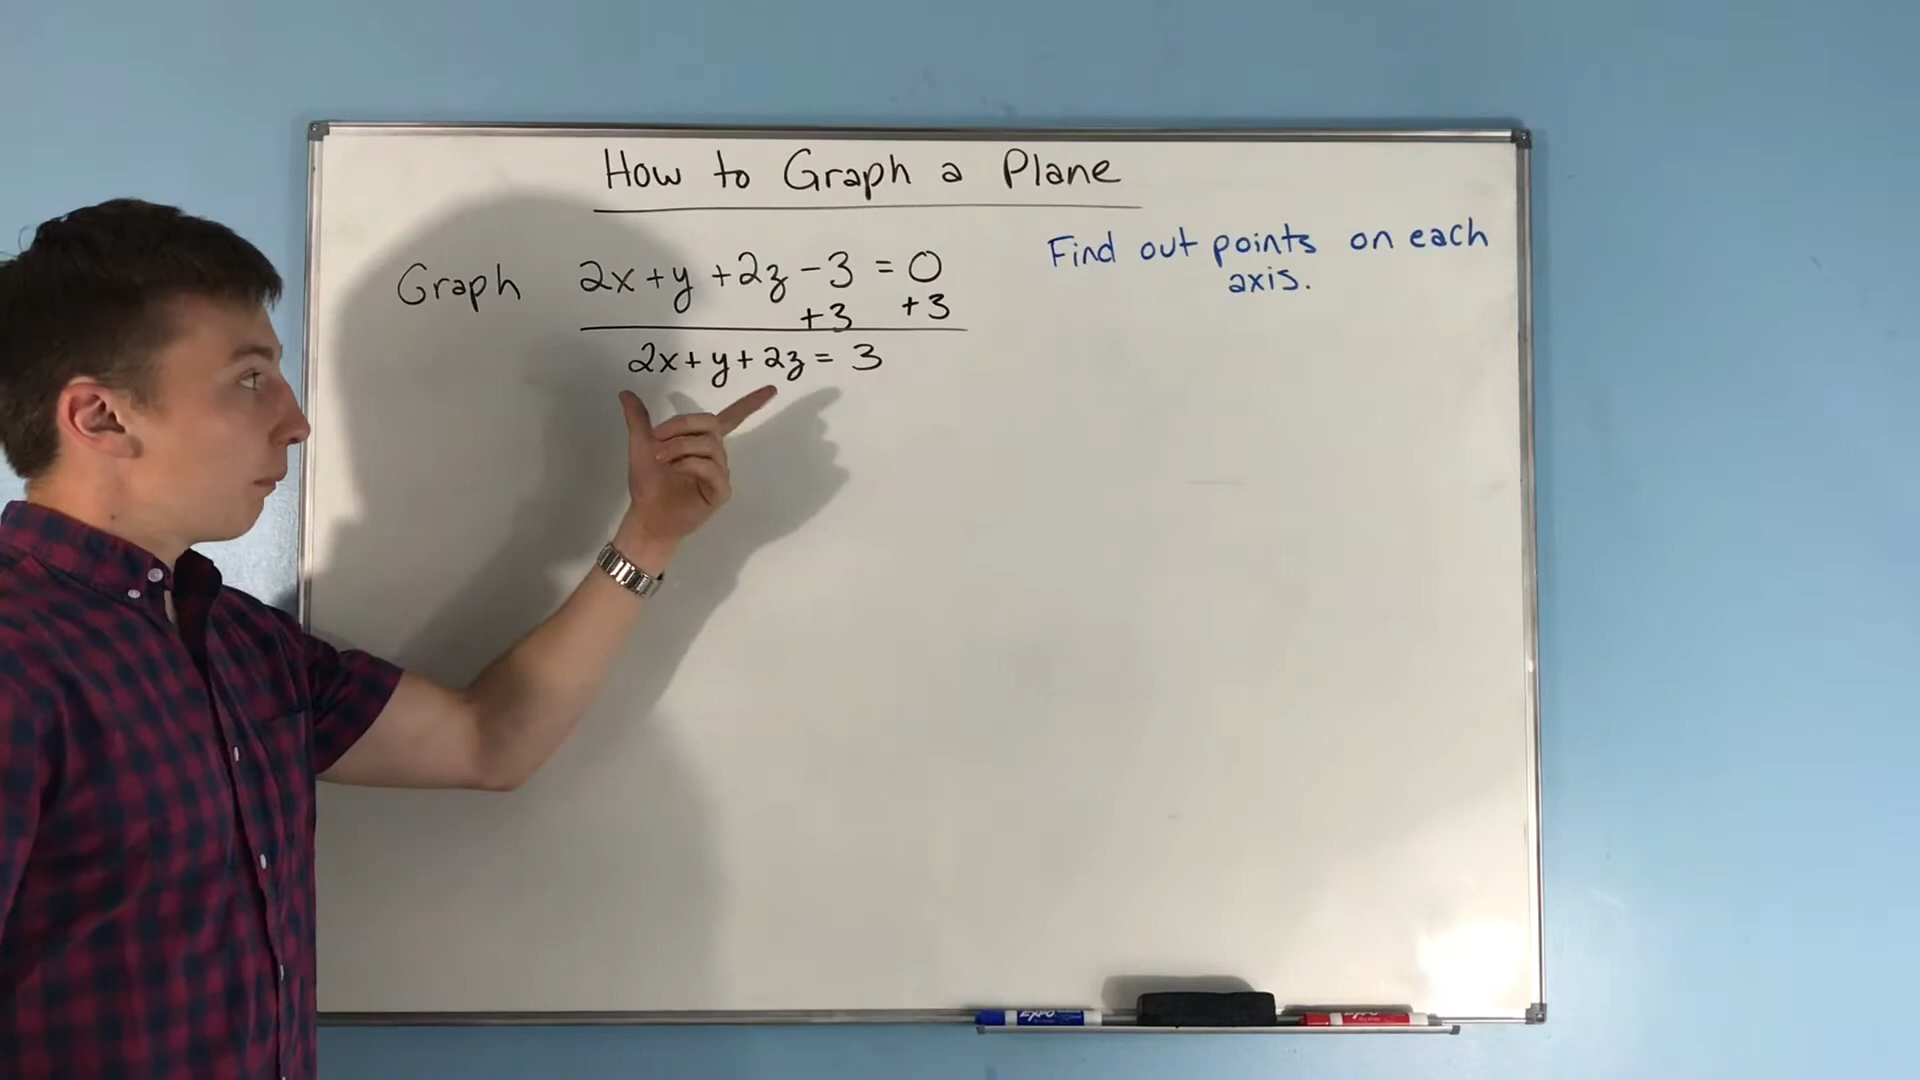 How to Graph a Plane
Graph 2x+y+2z-3=0
+3 +3
2x+y+2z=3
Find out points on each
axis.
EXPO
EXPO